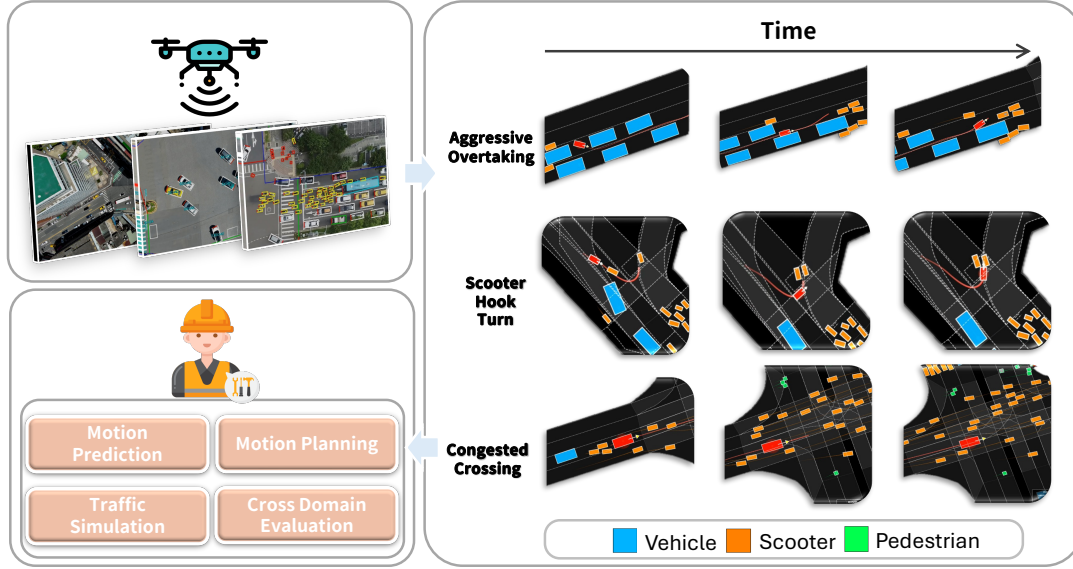 Time
Aggressive
Overtaking
Scooter
Hook
Turn
Congested
Crossing
Vehicle
Scooter
Pedestrian
Motion
Prediction
Motion Planning
Traffic
Simulation
Cross Domain
Evaluation